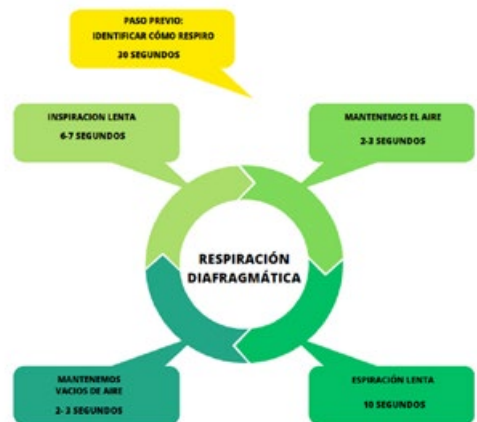 PASO PREVIO:
IDENTIFICAR CÓMO RESPIRO
30 SEGUNDOS
INSPIRACION LENTA
6-7 SEGUNDOS
MANTENEMOS EL AIRE
2-3 SEGUNDOS
RESPIRACIÓN
DIAFRAGMÁTICA
MANTENEMOS
VACIOS DE AIRE
2- 3 SEGUNDOS
ESPIRACIÓN LENTA
10 SEGUNDOS